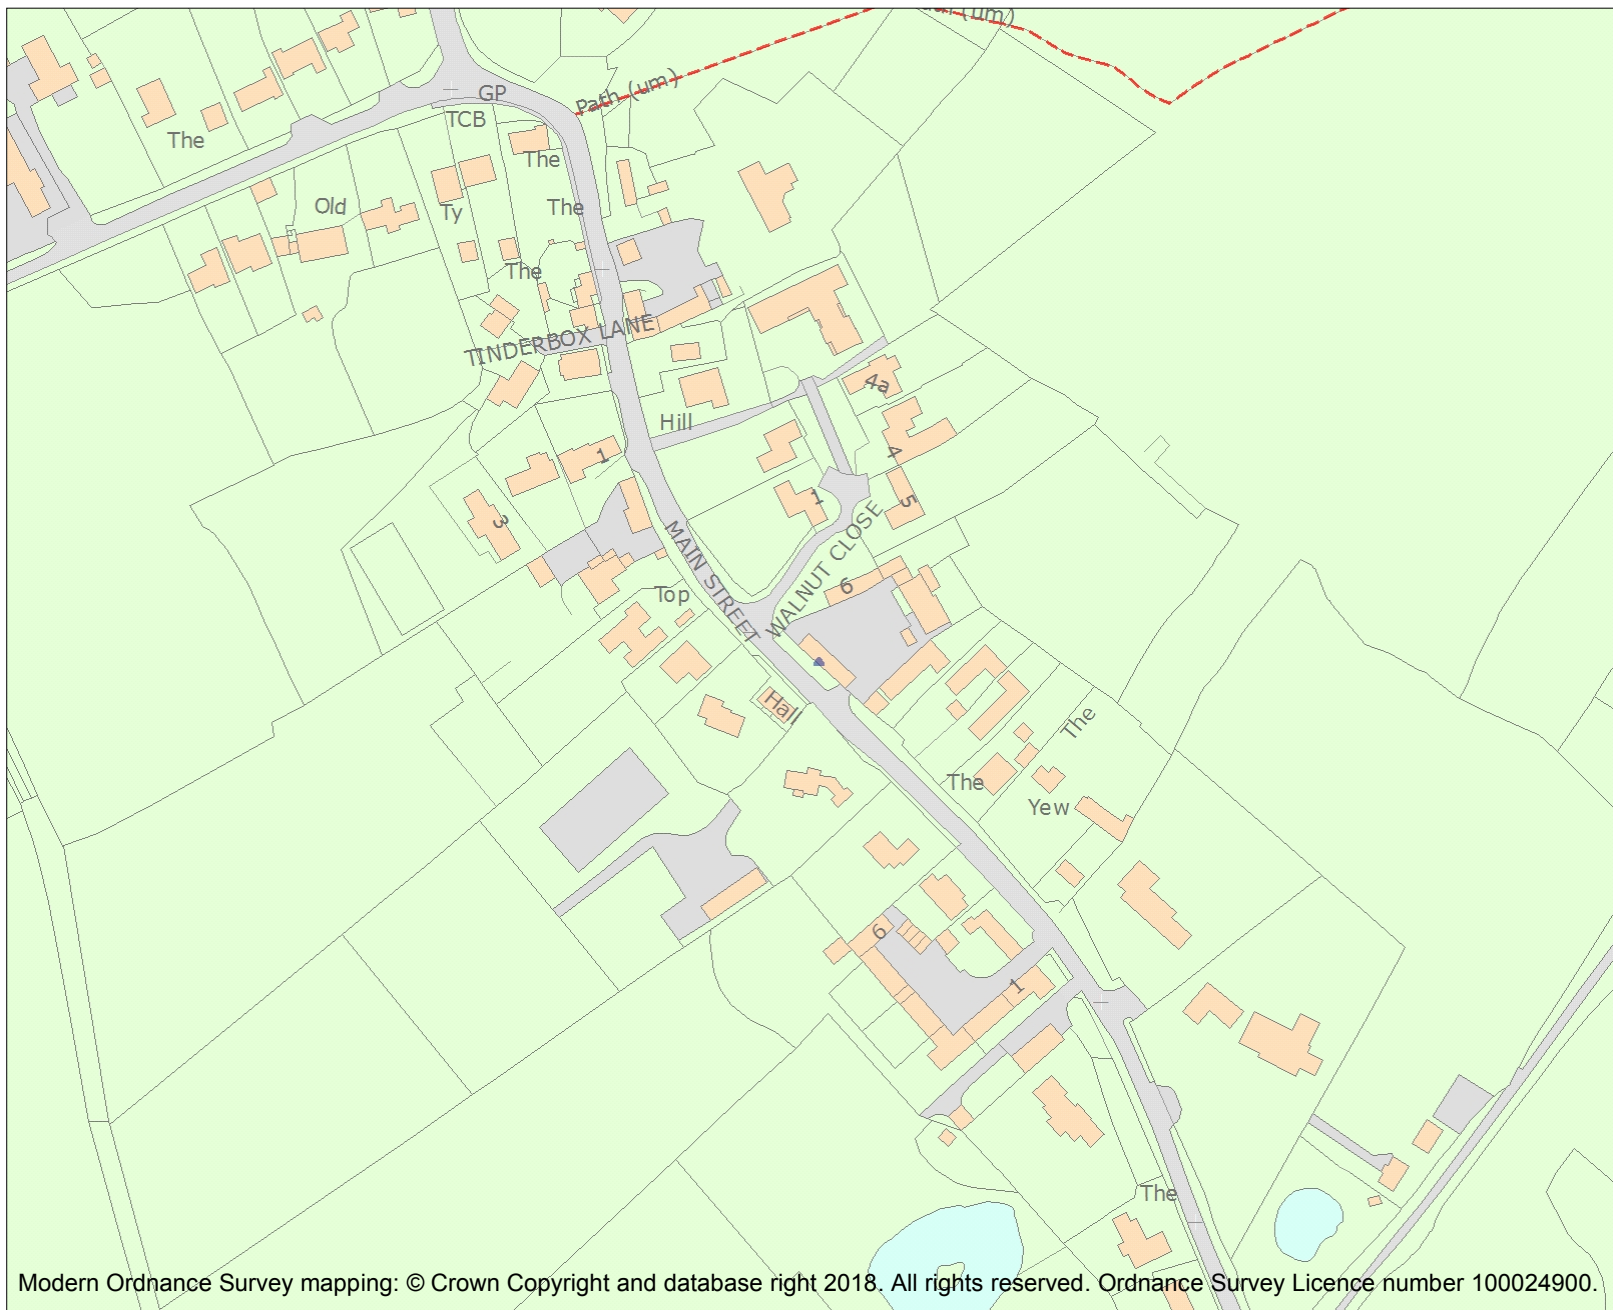 Path (um)
GP
TCB
Path (um)
The
The
The
Old
Ty
The
TINDERBOX LANE
4a
Hill
4
1
1
5
3
MAIN STREET
WALNUT CLOSE
6
Top
Hall
The
The
Yew
6
1
The
Modern Ordnance Survey mapping: © Crown Copyright and database right 2018. All rights reserved. Ordnance Survey Licence number 100024900.